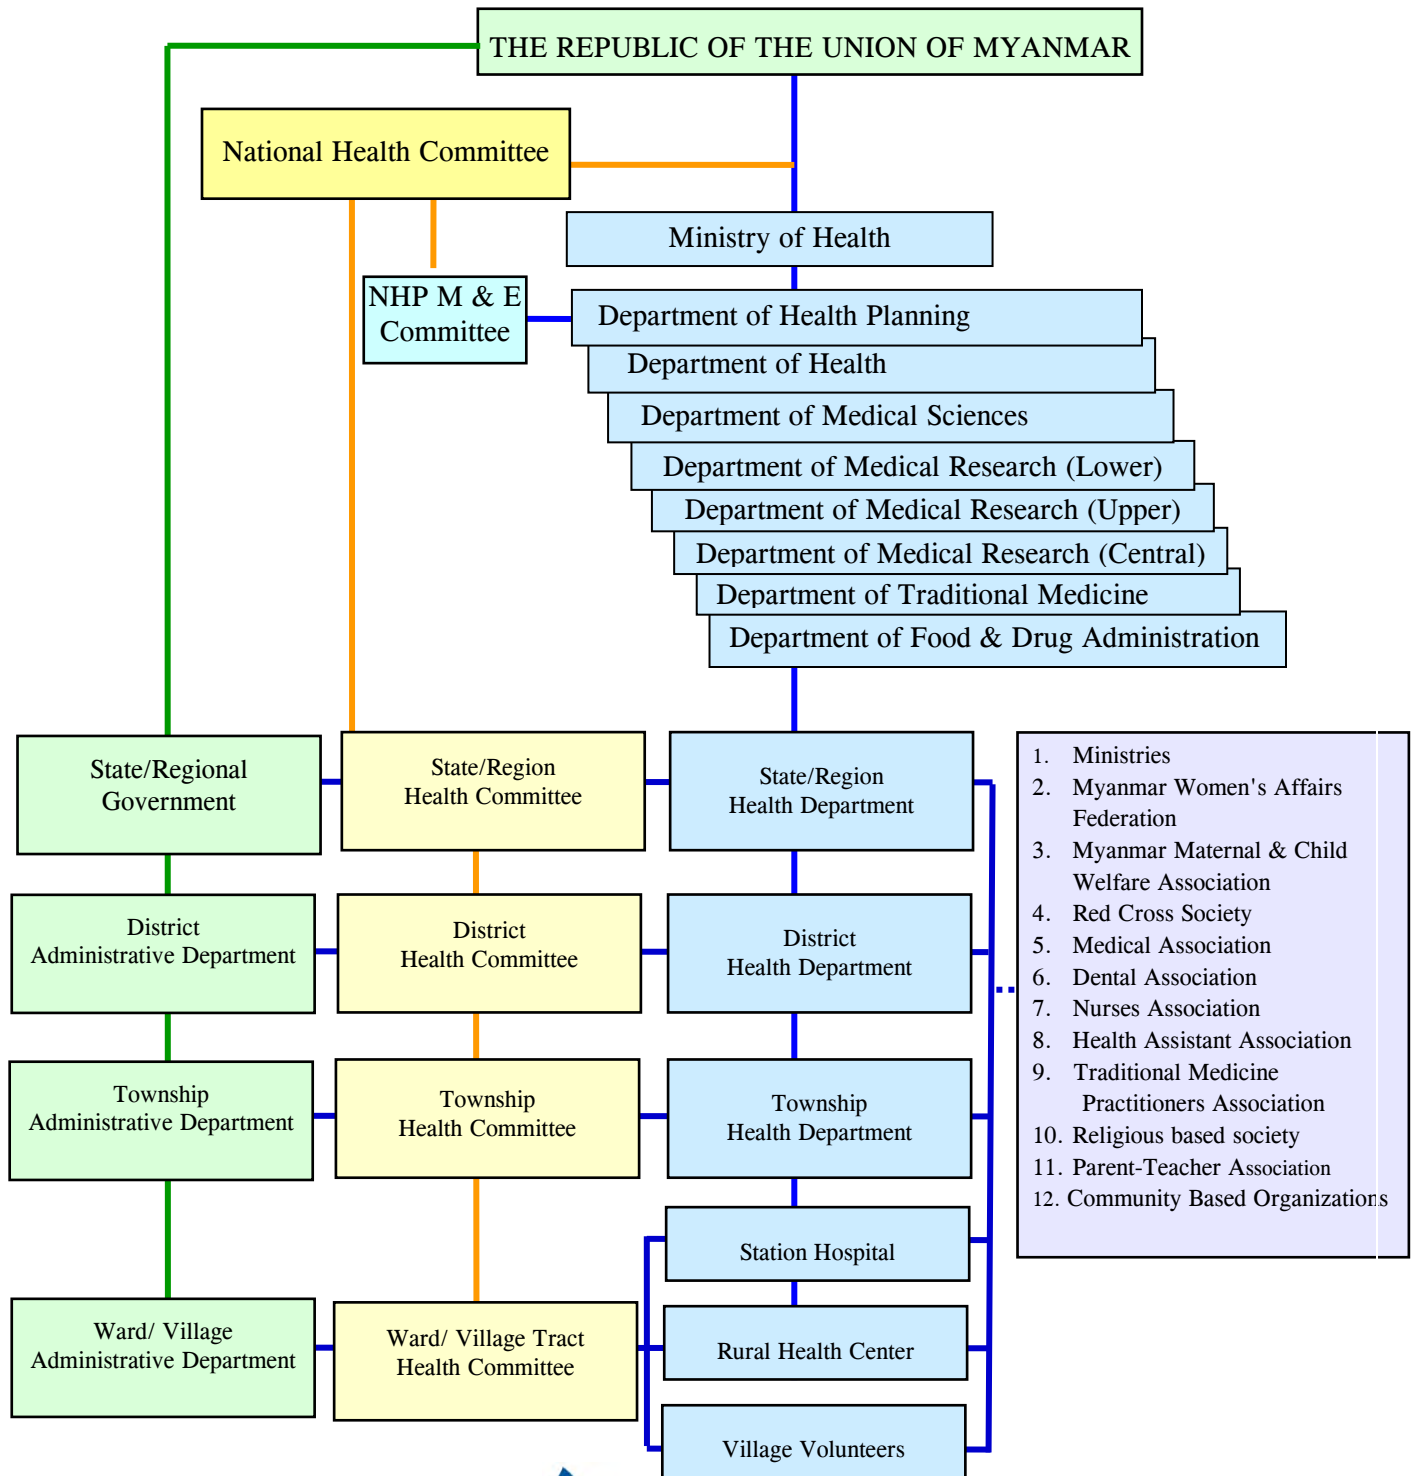 THE REPUBLIC OF THE UNION OF MYANMAR
National Health Committee
Ministry of Health
NHP M & E
Committee
Department of Health Planning
Department of Health
Department of Medical Sciences
Department of Medical Research (Lower)
Department of Medical Research (Upper)
Department of Medical Research (Central)
Department of Traditional Medicine
Department of Food & Drug Administration
State/Regional
Government
State/Region
Health Committee
State/Region
Health Department
District
Administrative Department
District
Health Committee
District
Health Department
Township
Administrative Department
Township
Health Committee
Township
Health Department
Station Hospital
Ward/ Village
Administrative Department
Ward/ Village Tract
Health Committee
Rural Health Center
Village Volunteers
1. Ministries
2. Myanmar Women's Affairs
Federation
3. Myanmar Maternal & Child
Welfare Association
4. Red Cross Society
5. Medical Association
6. Dental Association
7. Nurses Association
8. Health Assistant Association
9. Traditional Medicine
Practitioners Association
10. Religious based society
11. Parent-Teacher Association
12. Community Based Organizations